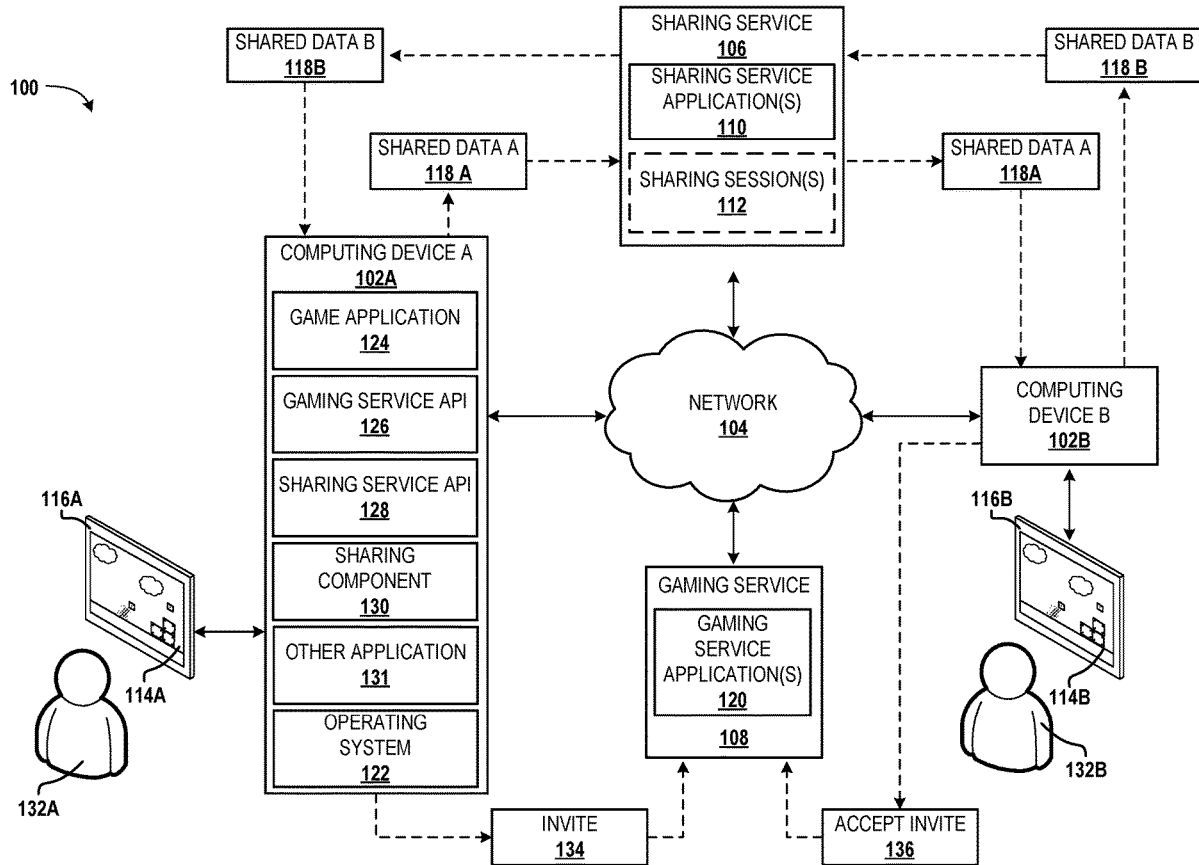 100
SHARED DATA B
118B
SHARING SERVICE
106
SHARING SERVICE
APPLICATION(S)
110
SHARING SESSION(S)
112
SHARED DATA B
118 B
SHARED DATA A
118 A
SHARED DATA A
118A
COMPUTING DEVICE A
102A
GAME APPLICATION
124
GAMING SERVICE API
126
SHARING SERVICE API
128
SHARING
COMPONENT
130
OTHER APPLICATION
131
OPERATING
SYSTEM
122
NETWORK
104
COMPUTING
DEVICE B
102B
116A
114A
132A
GAMING SERVICE
GAMING
SERVICE
APPLICATION(S)
120
108
116B
114B
132B
INVITE
134
ACCEPT INVITE
136